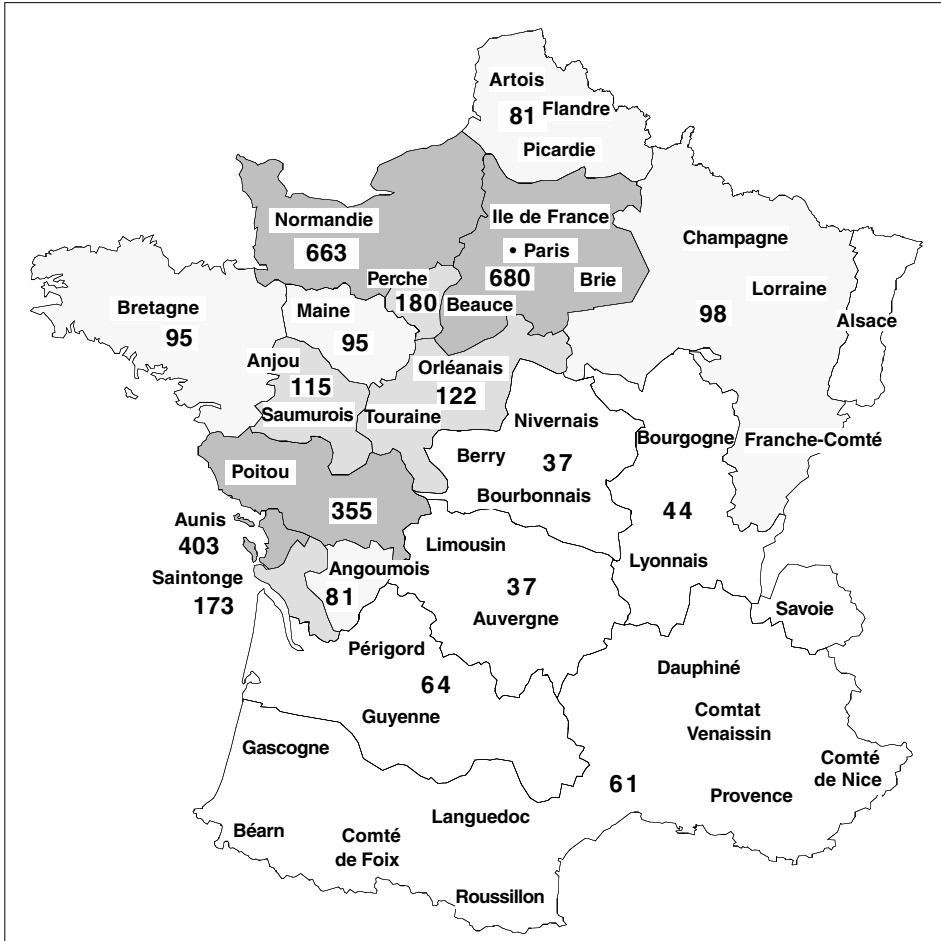 Artois
81 Flandre
Picardie
Normandie
663
Ile de France
• Paris
680
Brie
Champagne
Lorraine
98
Alsace
Perche
180
Beauce
Bretagne
95
Maine
95
Anjou
115
Saumurois
Orléanais
122
Touraine
Nivernais
Berry 37
Bourbonnais
Bourgogne
Franche-Comté
44
Lyonnais
Poitou
355
Aunis
403
Saintonge
173
Angoumois
81
Limousin
37
Auvergne
Savoie
Périgord
64
Guyenne
Dauphiné
Comtat
Venaissin
Comté
de Nice
61
Provence
Gascogne
Languedoc
Béarn
Comté
de Foix
Roussillon